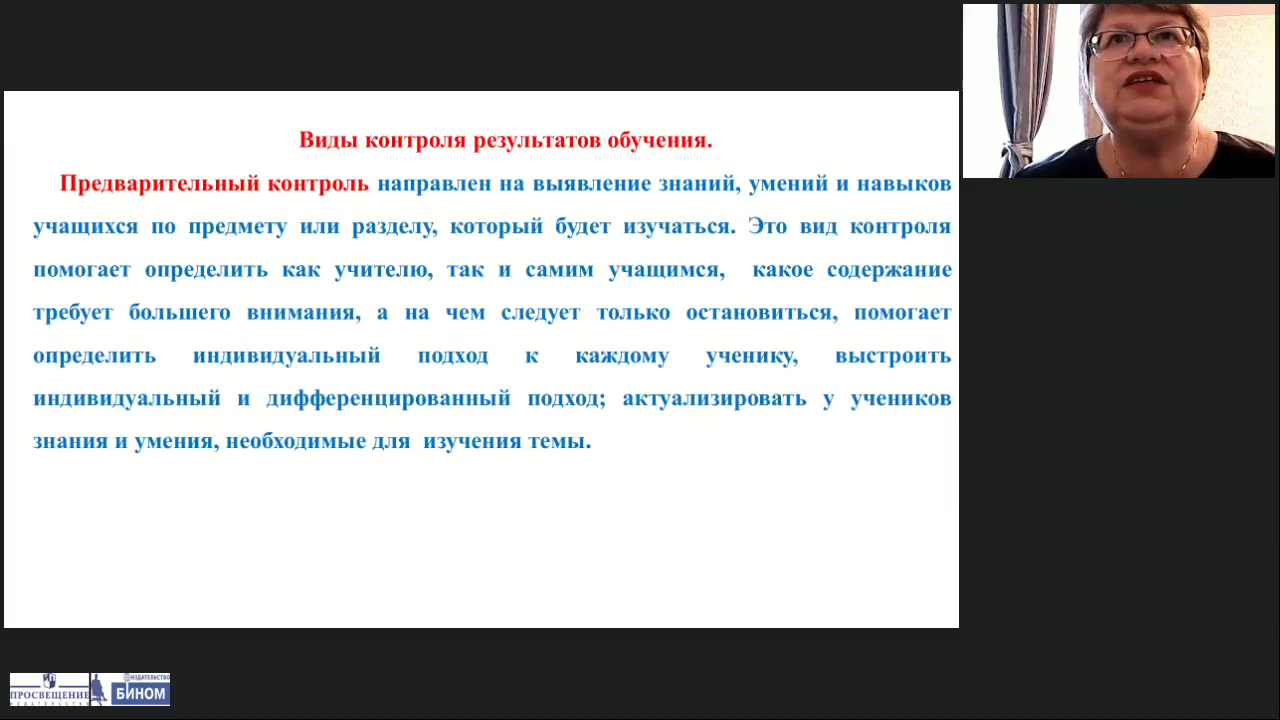 Виды контроля результатов обучения.
Предварительный контроль направлен на выявление знаний, умений и навыков
учащихся по предмету или разделу, который будет изучаться. Это вид контроля
помогает определить как учителю, так и самим учащимся, какое содержание
требует большего внимания, а на чем следует только остановиться, помогает
определить индивидуальный подход к каждому ученику, выстроить
индивидуальный и дифференцированный подход; актуализировать у учеников
знания и умения, необходимые для изучения темы.
ПРОСВЕЩЕНИЕ
ИЗДАТЕЛЬСТВО
ИЗДАТЕЛЬСТВО
БИНОМ